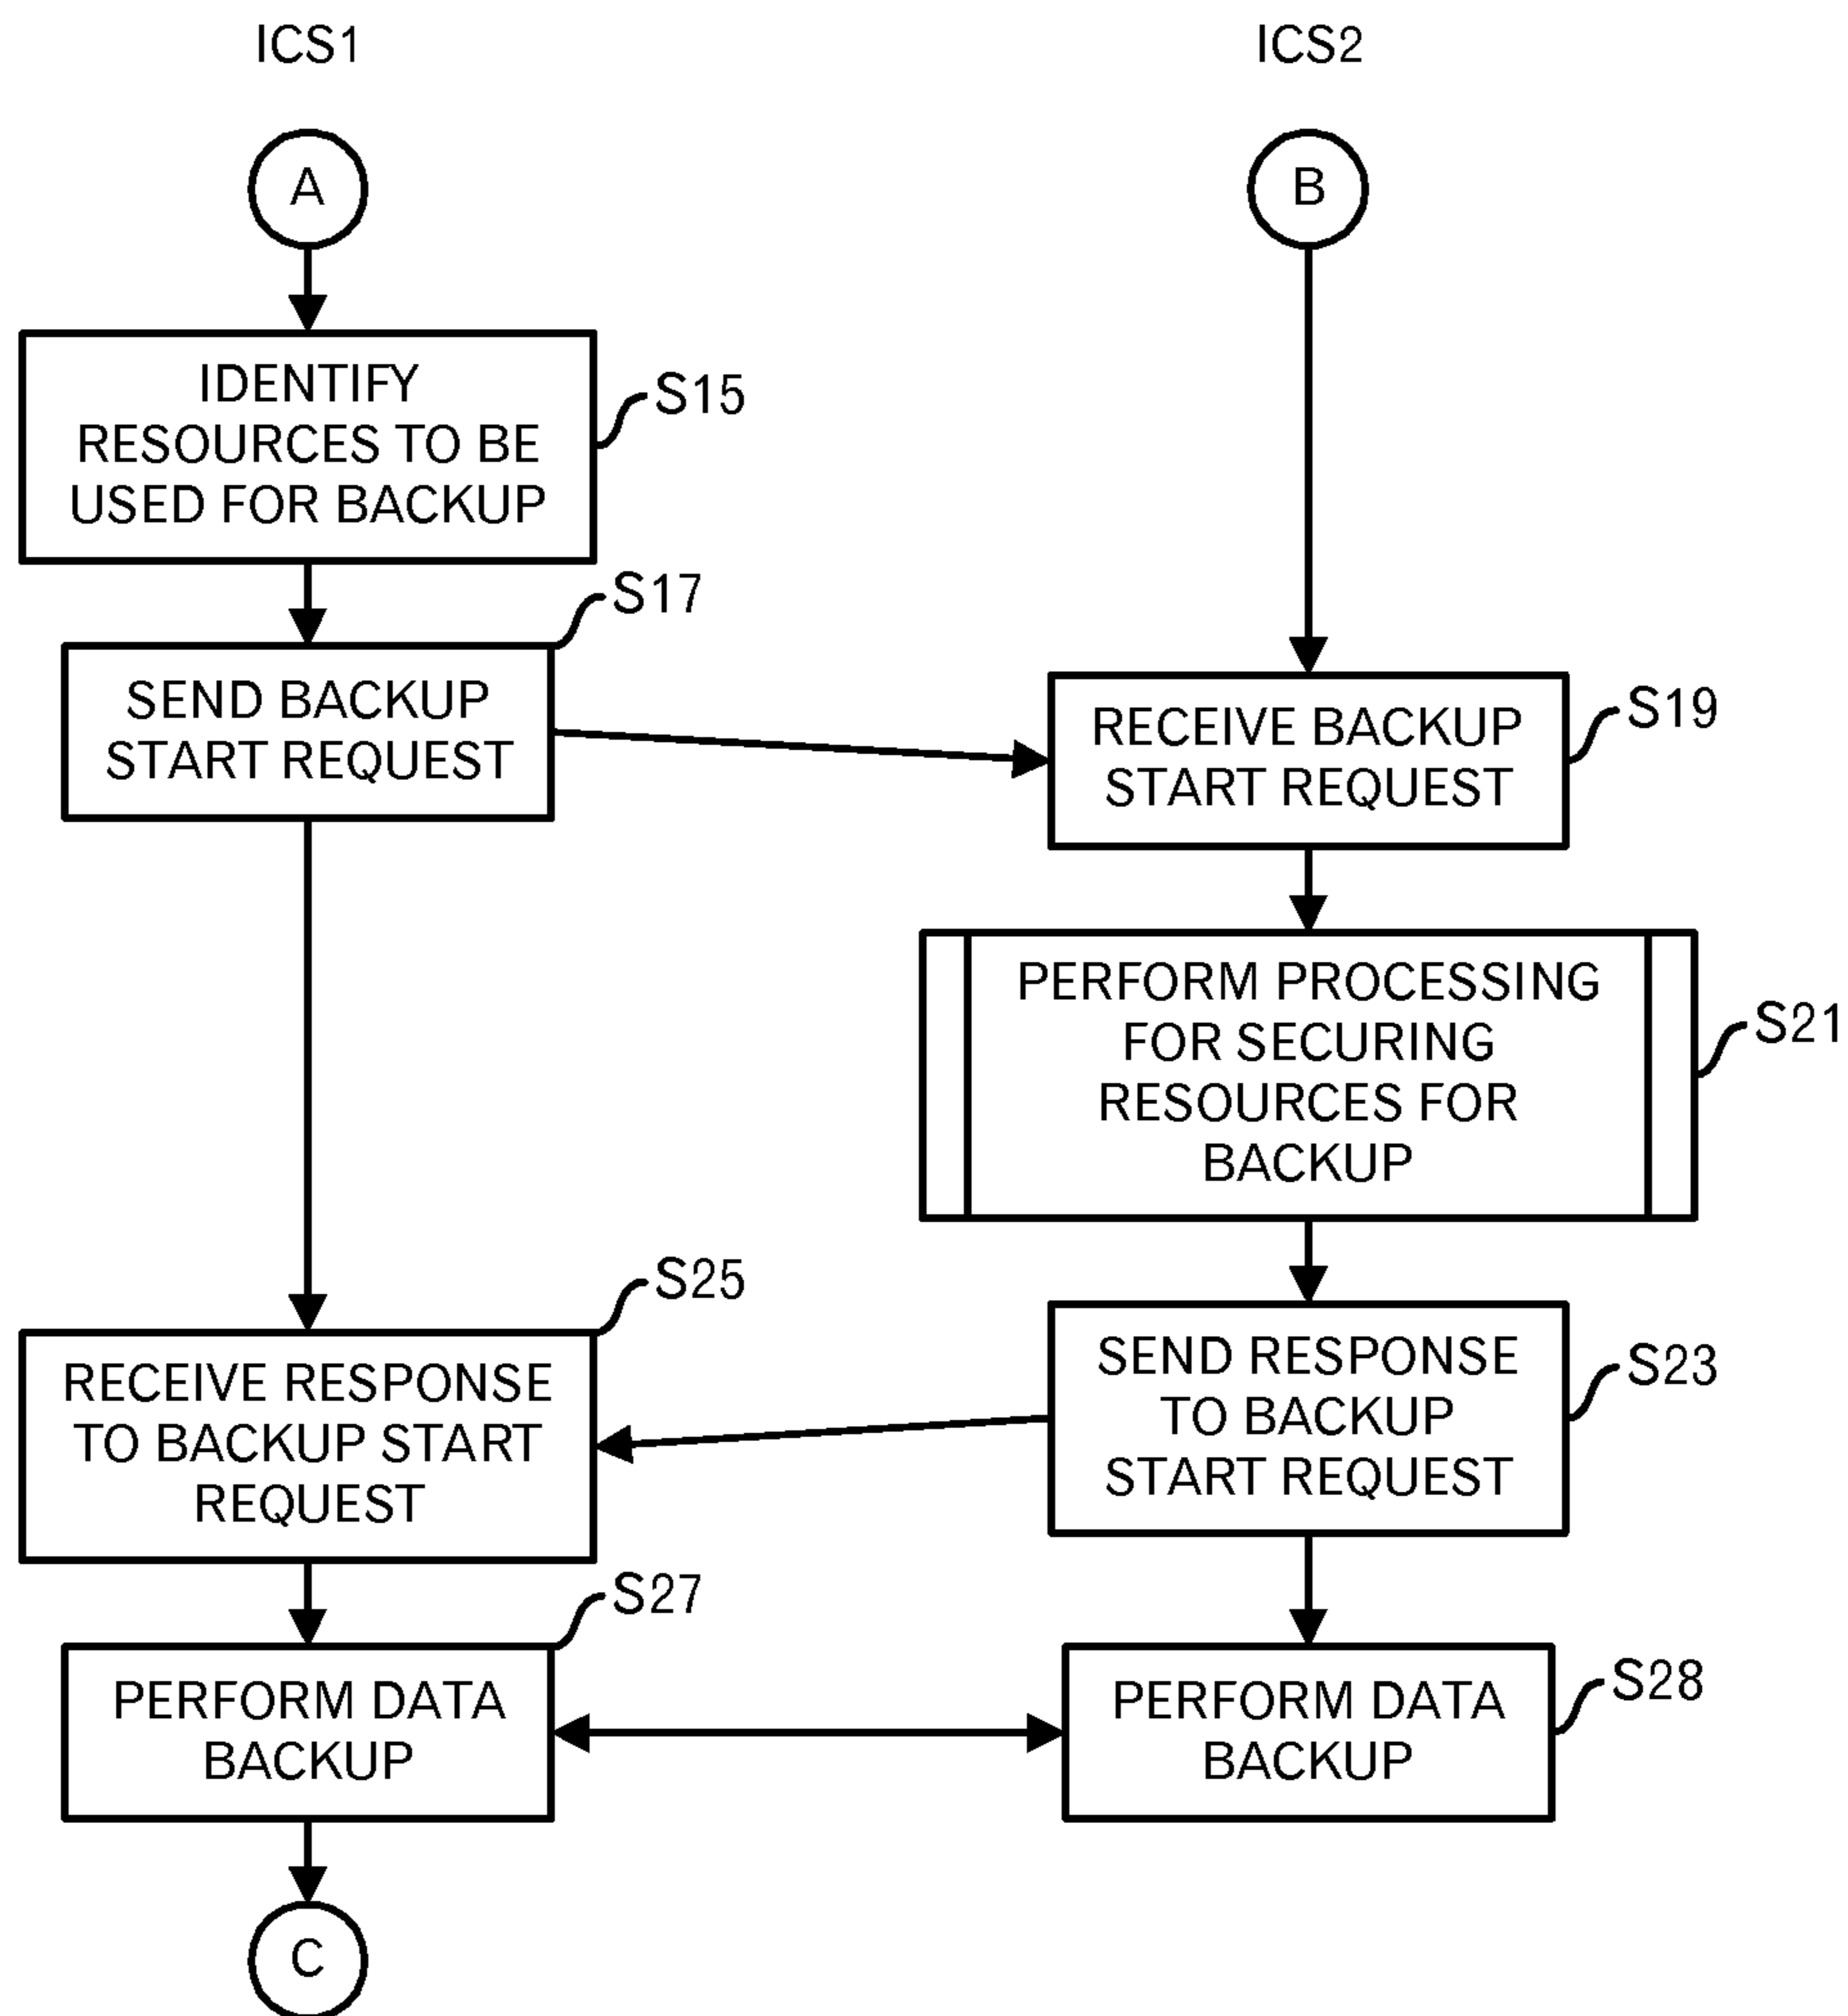 ICS1
ICS2
A
B
IDENTIFY
RESOURCES TO BE
USED FOR BACKUP
S15
SEND BACKUP
START REQUEST
S17
RECEIVE BACKUP
START REQUEST
S19
PERFORM PROCESSING
FOR SECURING
RESOURCES FOR
BACKUP
S21
SEND RESPONSE
TO BACKUP
START REQUEST
S23
RECEIVE RESPONSE
TO BACKUP START
REQUEST
S25
PERFORM DATA
BACKUP
S27
PERFORM DATA
BACKUP
S28
C